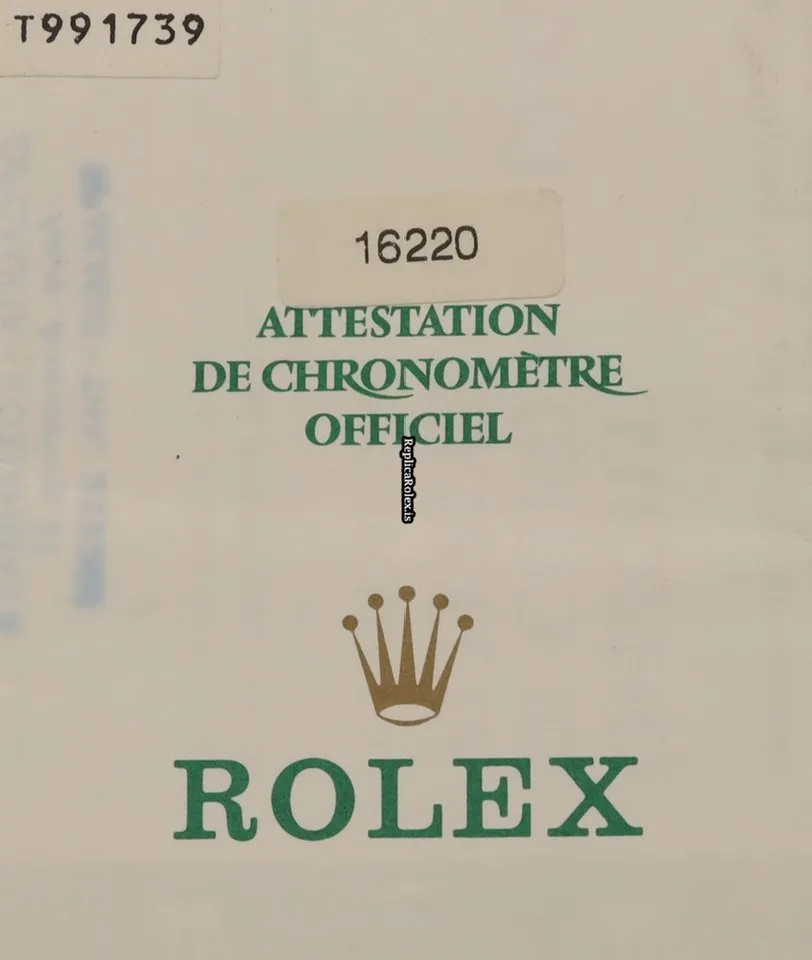 T991739
16220
ATTESTATION
DE CHRONOMÈTRE
OFFICIEL
ReplicaRolex.is
ROLEX